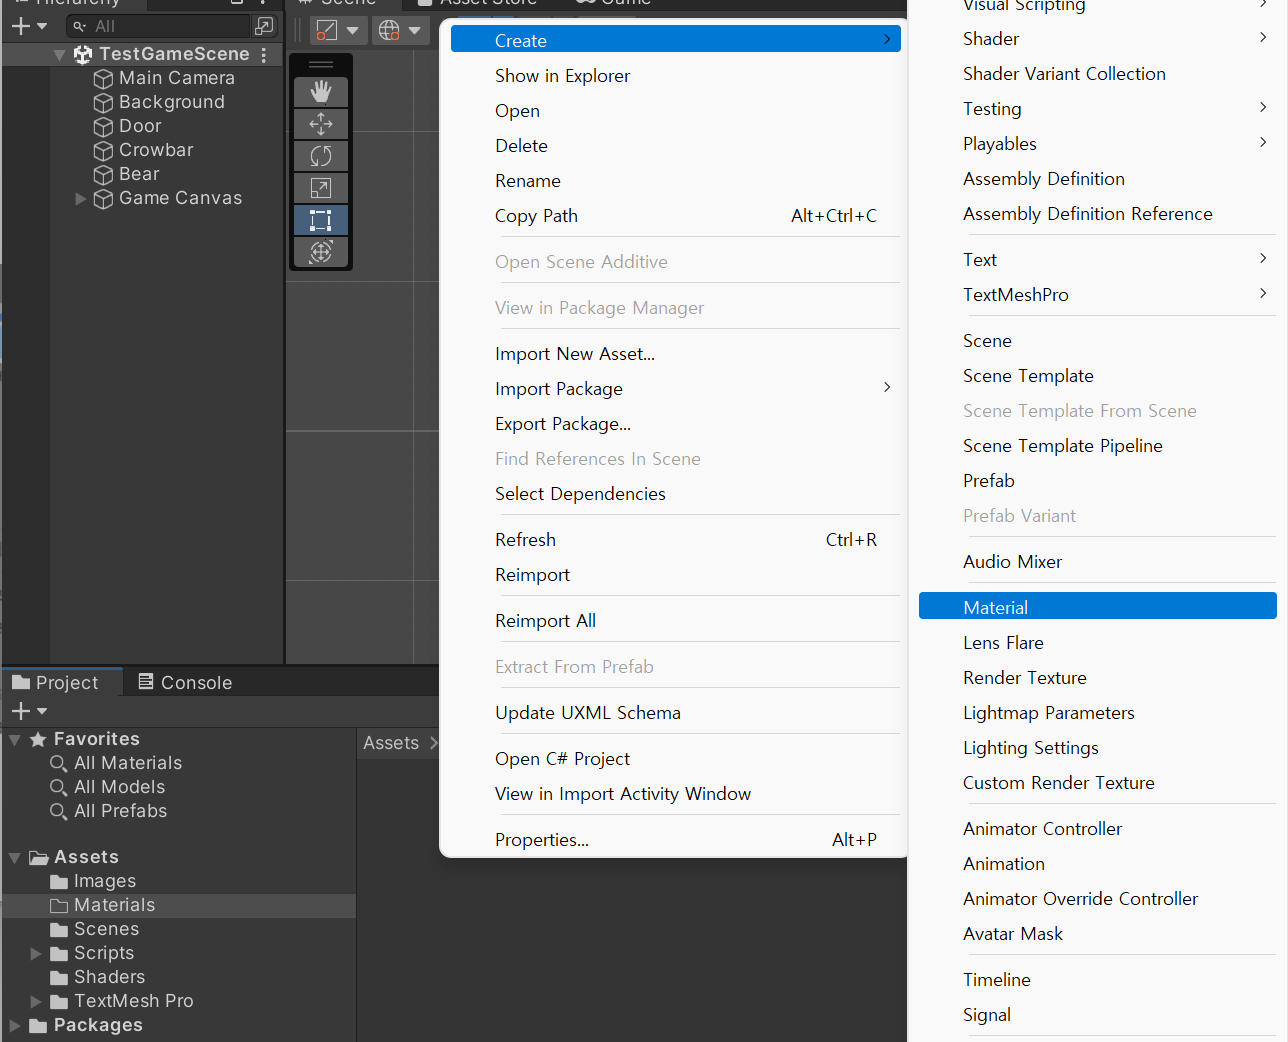 Hierarchy
All
TestGameScene
Main Camera
Background
Door
Crowbar
Bear
Game Canvas
Scene
Asset Store
Game
Project
Console
Favorites
All Materials
All Models
All Prefabs
Assets
Images
Materials
Scenes
Scripts
Shaders
TextMesh Pro
Packages
Assets >
Create
Show in Explorer
Open
Delete
Rename
Copy Path Alt+Ctrl+C
Open Scene Additive
View in Package Manager
Import New Asset...
Import Package
Export Package...
Find References In Scene
Select Dependencies
Refresh Ctrl+R
Reimport
Reimport All
Extract From Prefab
Update UXML Schema
Open C# Project
View in Import Activity Window
Properties... Alt+P
Visual Scripting
Shader
Shader Variant Collection
Testing
Playables
Assembly Definition
Assembly Definition Reference
Text
TextMeshPro
Scene
Scene Template
Scene Template From Scene
Scene Template Pipeline
Prefab
Prefab Variant
Audio Mixer
Material
Lens Flare
Render Texture
Lightmap Parameters
Lighting Settings
Custom Render Texture
Animator Controller
Animation
Animator Override Controller
Avatar Mask
Timeline
Signal